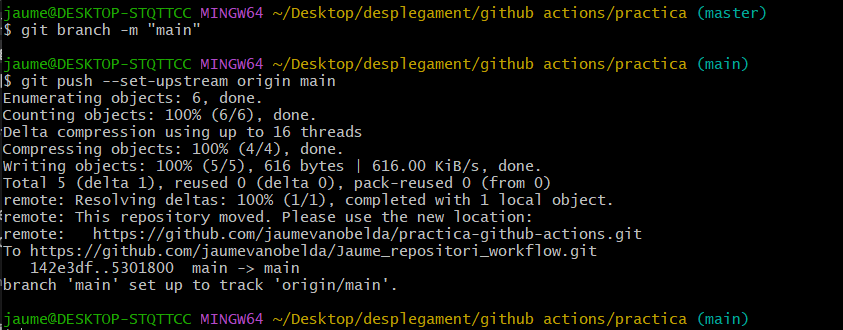 jaume@DESKTOP-STQTTCC MINGW64 ~/Desktop/desplegament/github actions/practica (master)
$ git branch -m "main"
jaume@DESKTOP-STQTTCC MINGW64 ~/Desktop/desplegament/github actions/practica (main)
$ git push --set-upstream origin main
Enumerating objects: 6, done.
Counting objects: 100% (6/6), done.
Delta compression using up to 16 threads
Compressing objects: 100% (4/4), done.
Writing objects: 100% (5/5), 616 bytes | 616.00 KiB/s, done.
Total 5 (delta 1), reused 0 (delta 0), pack-reused 0 (from 0)
remote: Resolving deltas: 100% (1/1), completed with 1 local object.
remote: This repository moved. Please use the new location:
remote:   https://github.com/jaumevanobelda/practica-github-actions.git
To https://github.com/jaumevanobelda/Jaume_repositori_workflow.git
   142e3df..5301800  main -> main
branch 'main' set up to track 'origin/main'.
jaume@DESKTOP-STQTTCC MINGW64 ~/Desktop/desplegament/github actions/practica (main)